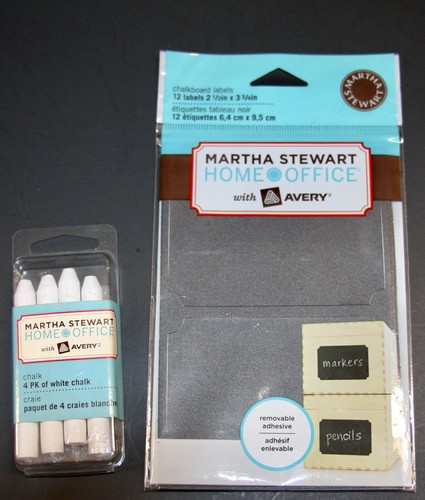 chalkboard labels
12 labels 2 1/2in x 3 3/4in
étiquettes tableau noir
12 étiquettes 6,4 cm x 9,5 cm
MARTHA STEWART
MARTHA STEWART
HOME OFFICE
with AVERY®
markers
pencils
removable
adhesive
adhésif
enlevable
MARTHA STEWART
HOME OFFICE
with AVERY®
chalk
4 PK of white chalk
craie
paquet de 4 craies blanche